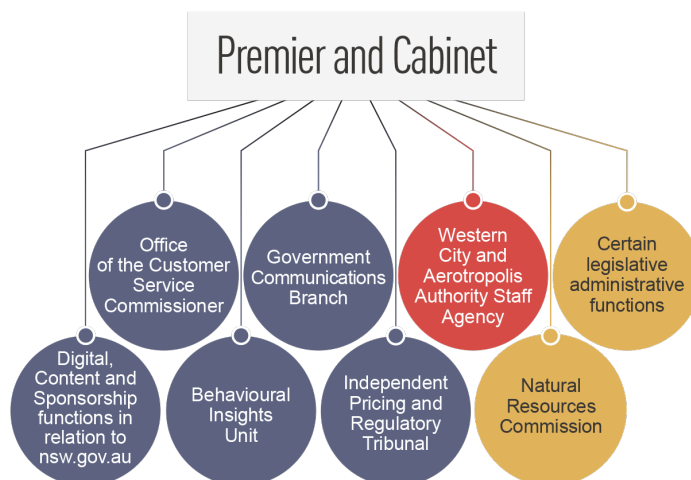 Premier and Cabinet
Office
of the Customer
Service
Commissioner
Government
Communications
Branch
Western
City and
Aerotropolis
Authority Staff
Agency
Certain
legislative
administrative
functions
Digital,
Content and
Sponsorship
functions in
relation to
nsw.gov.au
Behavioural
Insights
Unit
Independent
Pricing and
Regulatory
Tribunal
Natural
Resources
Commission